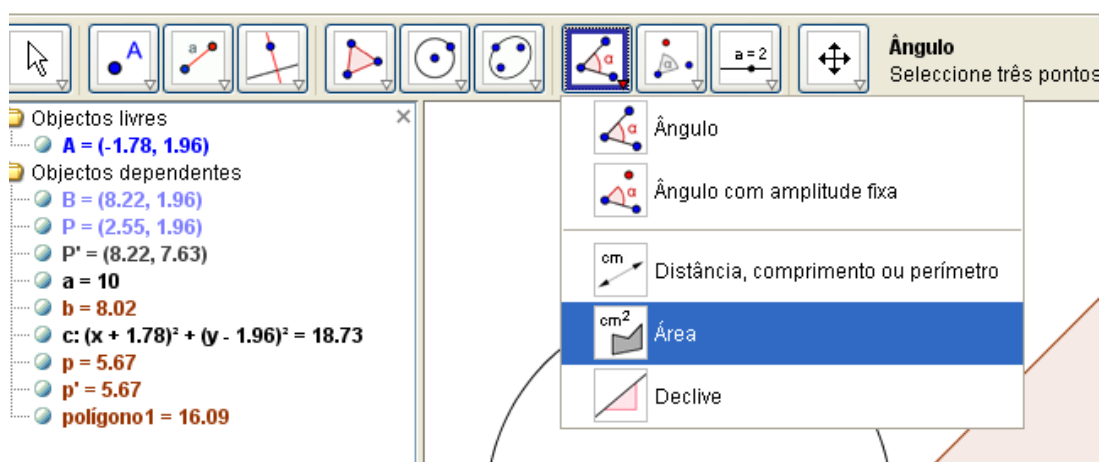 A
a
a = 2
α
Ângulo
Seleccione três pontos
Objectos livres
A = (-1.78, 1.96)
Objectos dependentes
B = (8.22, 1.96)
P = (2.55, 1.96)
P' = (8.22, 7.63)
a = 10
b = 8.02
c: (x + 1.78)² + (y - 1.96)² = 18.73
p = 5.67
p' = 5.67
polígono1 = 16.09
α
Ângulo
α
Ângulo com amplitude fixa
cm
Distância, comprimento ou perímetro
cm²
Área
Declive